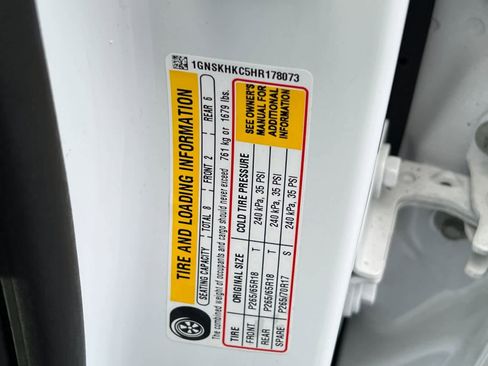 1GNSKHKC5HR178073
TIRE AND LOADING INFORMATION
SEATING CAPACITY TOTAL 8 FRONT 2 REAR 6
The combined weight of occupants and cargo should never exceed 761 kg or 1679 lbs.
TIRE ORIGINAL SIZE COLD TIRE PRESSURE
FRONT P265/65R18 T 240 kPa, 35 PSI
REAR P265/65R18 T 240 kPa, 35 PSI
SPARE P265/70R17 S 240 kPa, 35 PSI
SEE OWNER'S
MANUAL FOR
ADDITIONAL
INFORMATION